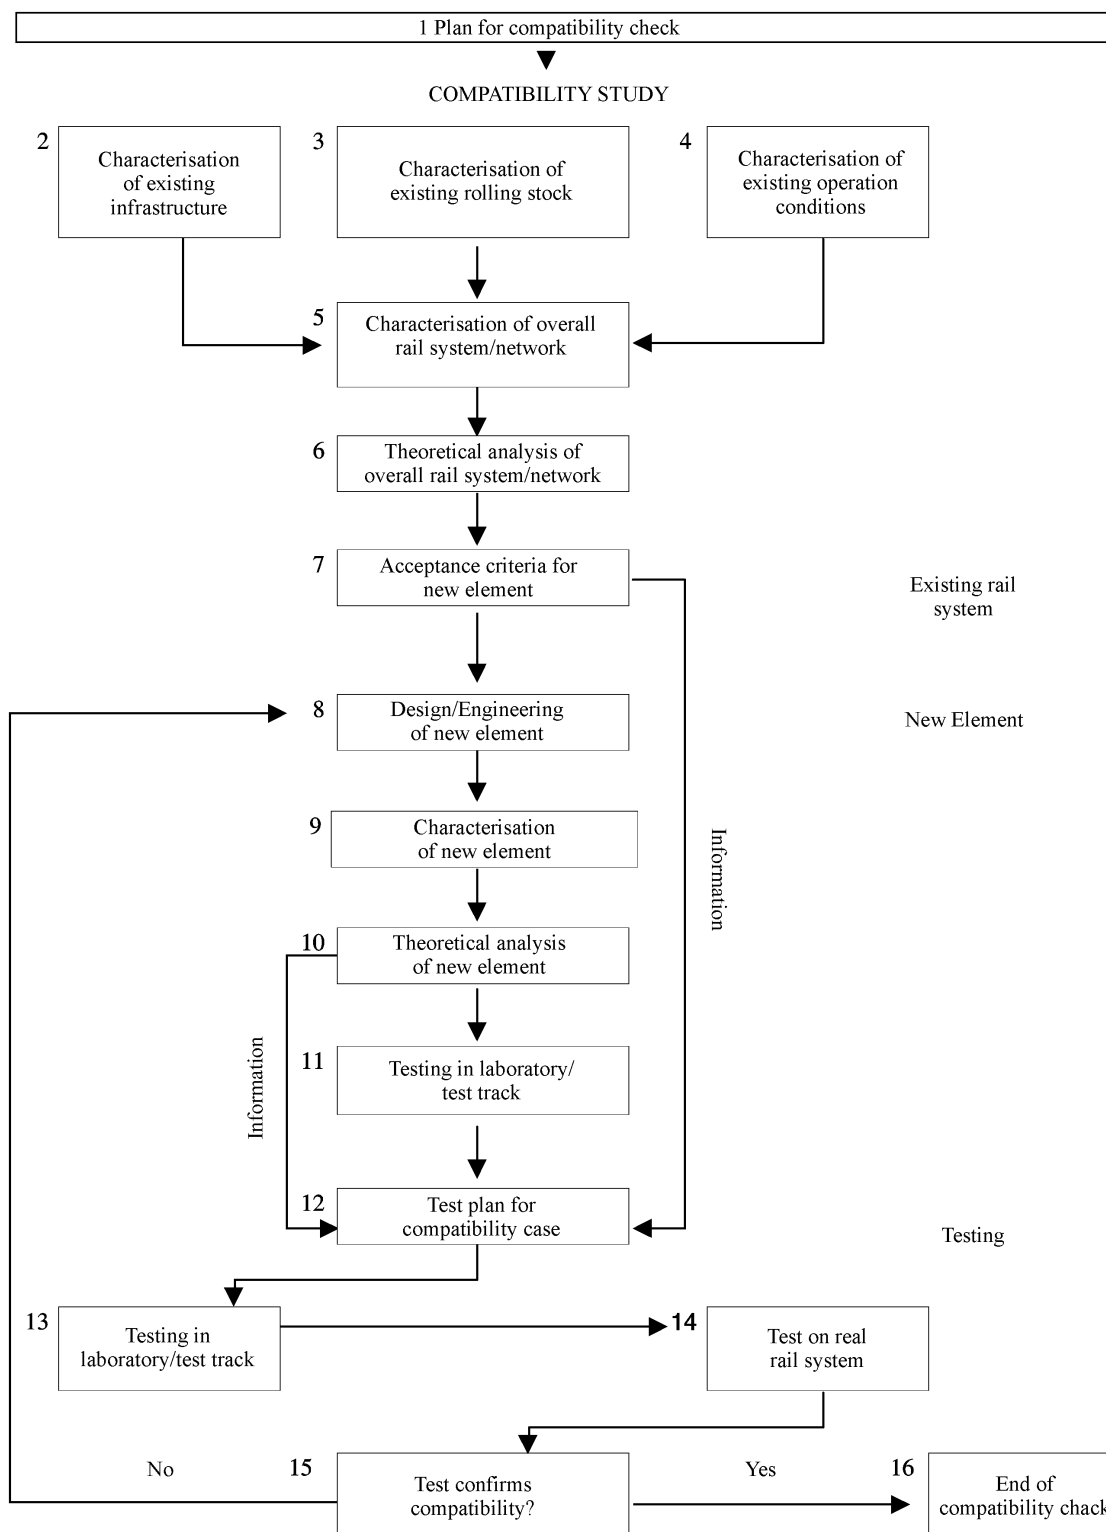 1 Plan for compatibility check
COMPATIBILITY STUDY
2
Characterisation
of existing
infrastructure
3
Characterisation of
existing rolling stock
4
Characterisation of
existing operation
conditions
5
Characterisation of overall
rail system/network
6
Theoretical analysis of
overall rail system/network
7
Acceptance criteria for
new element
Existing rail
system
8
Design/Engineering
of new element
New Element
9
Characterisation
of new element
Information
10
Theoretical analysis
of new element
Information
11
Testing in laboratory/
test track
12
Test plan for
compatibility case
Testing
13
Testing in
laboratory/test track
14
Test on real
rail system
No
15
Test confirms
compatibility?
Yes
16
End of
compatibility chack